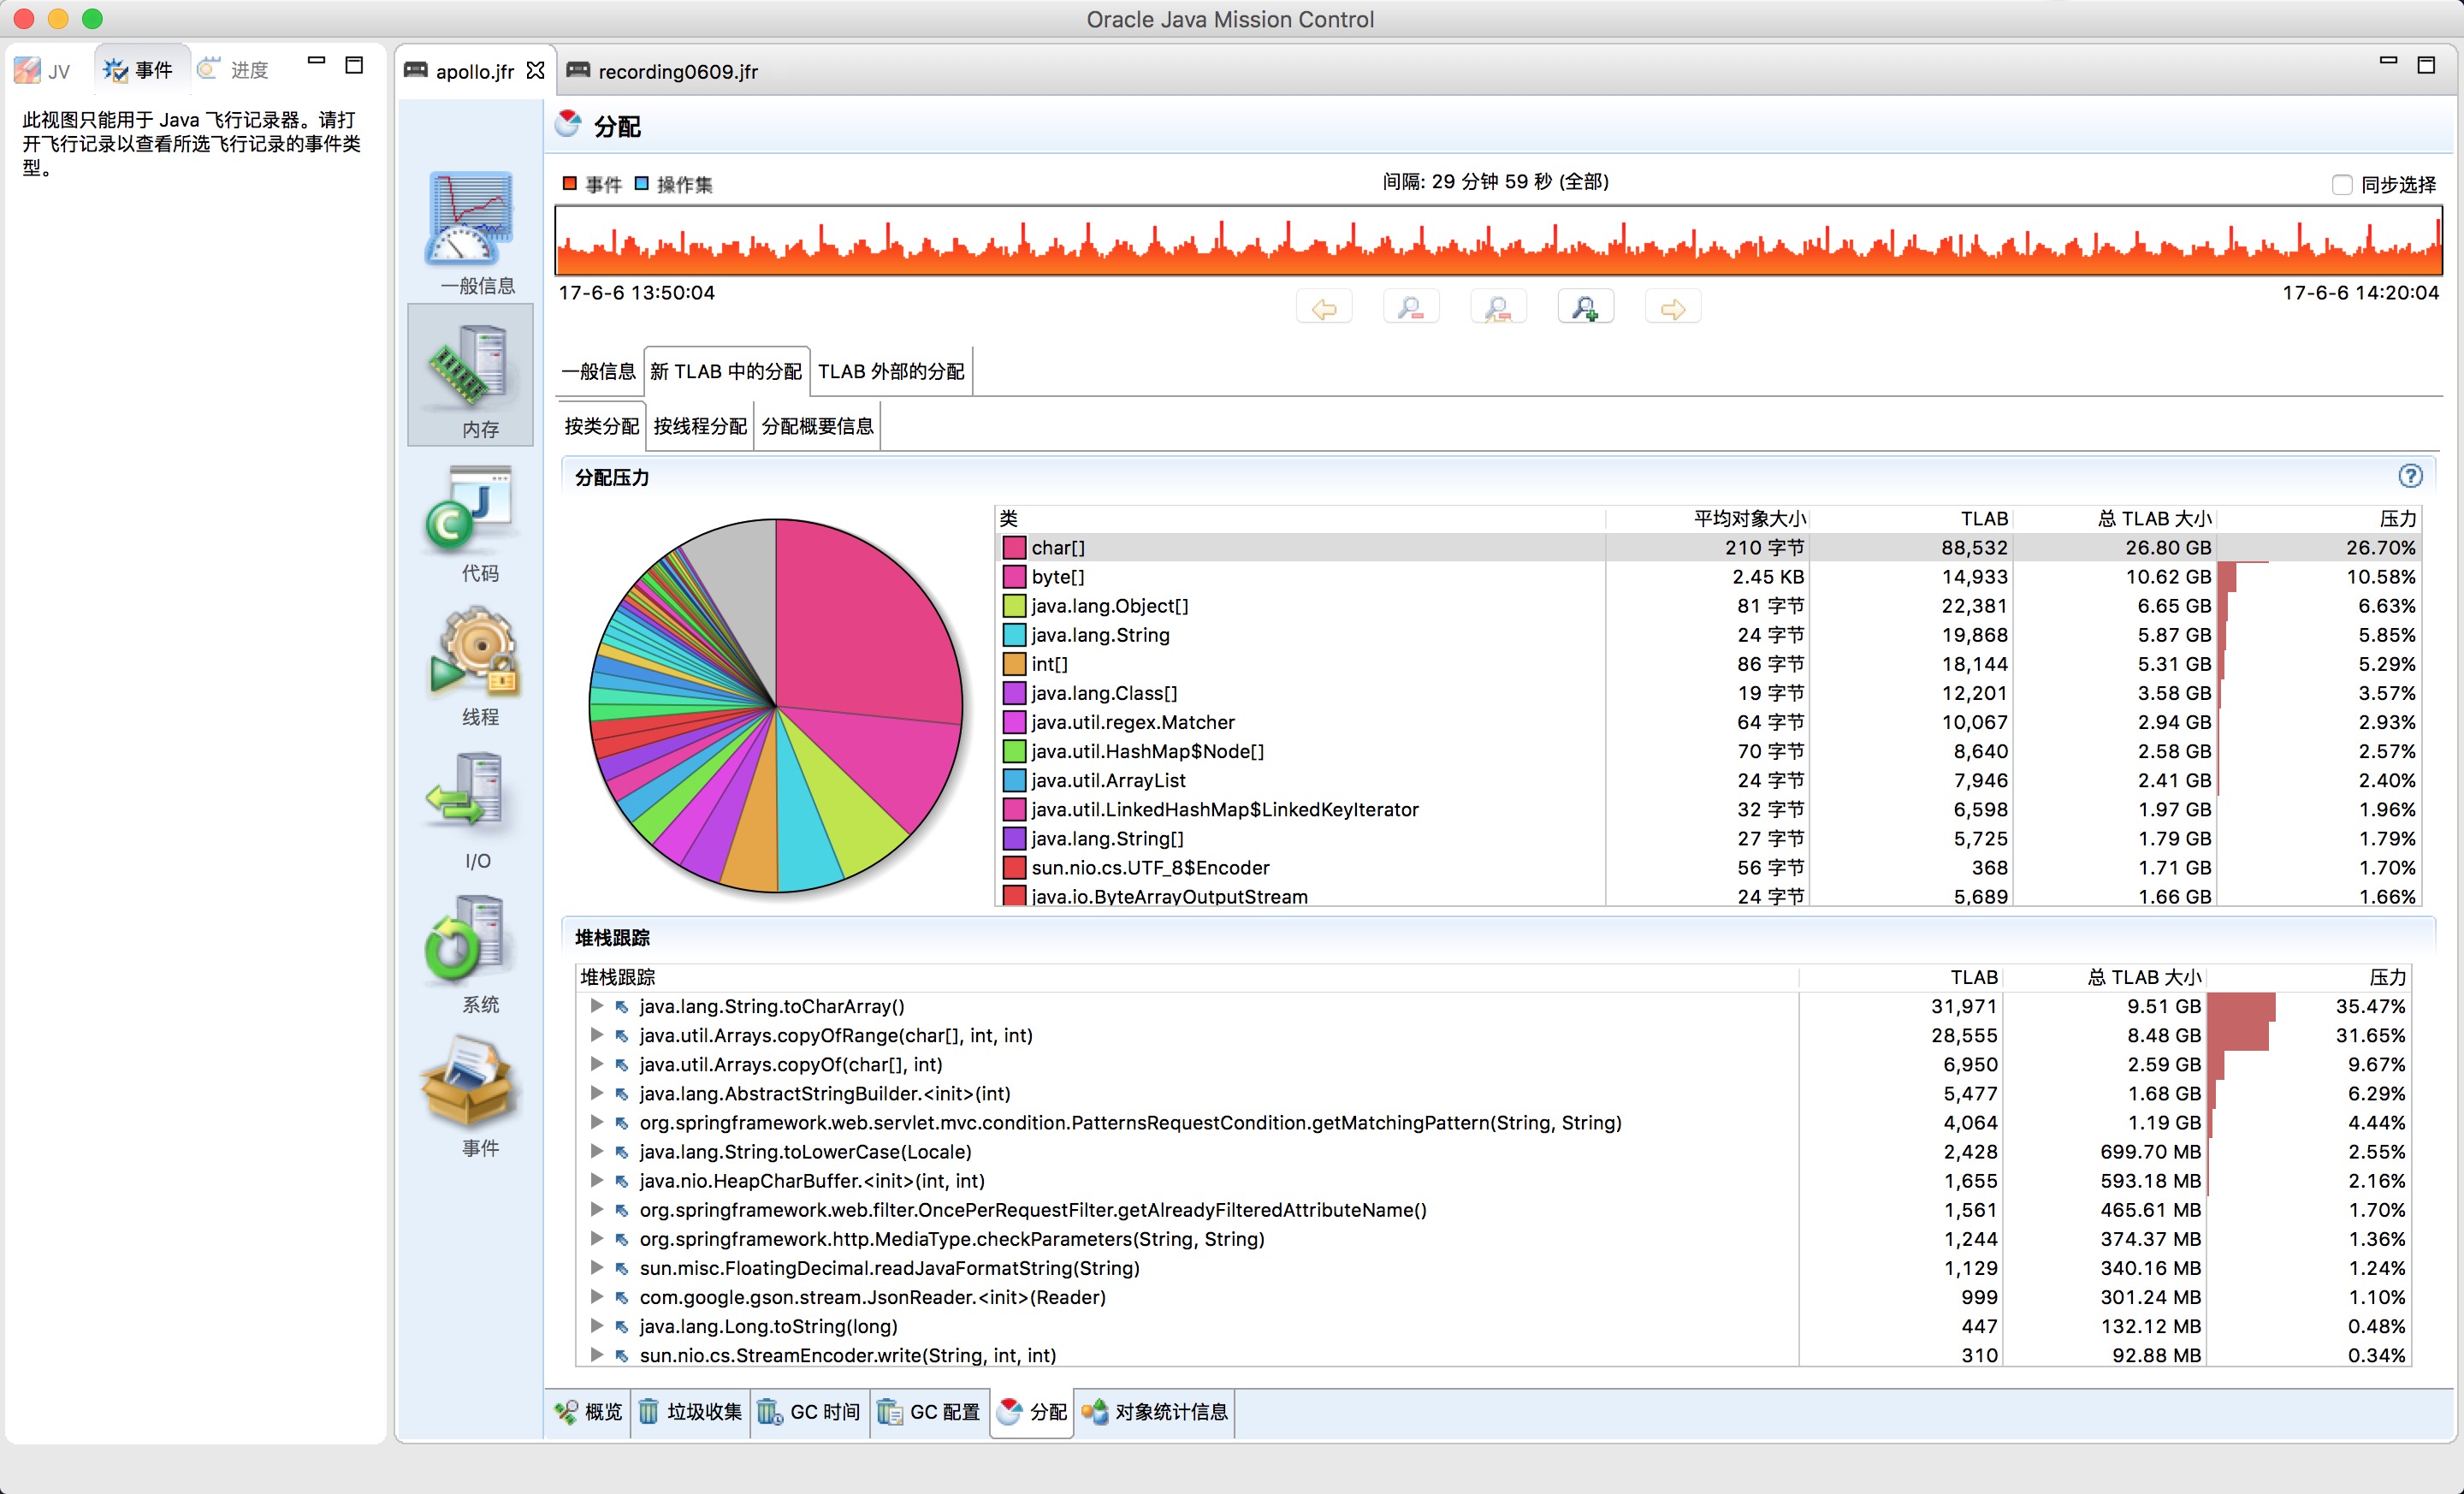 Oracle Java Mission Control
JV 事件 进度
apollo.jfr recording0609.jfr
此视图只能用于 Java 飞行记录器。请打
开飞行记录以查看所选飞行记录的事件类
型。
一般信息
内存
代码
线程
I/O
系统
事件
分配
事件 操作集 间隔: 29 分钟 59 秒 (全部) 同步选择
17-6-6 13:50:04 17-6-6 14:20:04
一般信息 新 TLAB 中的分配 TLAB 外部的分配
按类分配 按线程分配 分配概要信息
分配压力
类 平均对象大小 TLAB 总 TLAB 大小 压力
char[] 210 字节 88,532 26.80 GB 26.70%
byte[] 2.45 KB 14,933 10.62 GB 10.58%
java.lang.Object[] 81 字节 22,381 6.65 GB 6.63%
java.lang.String 24 字节 19,868 5.87 GB 5.85%
int[] 86 字节 18,144 5.31 GB 5.29%
java.lang.Class[] 19 字节 12,201 3.58 GB 3.57%
java.util.regex.Matcher 64 字节 10,067 2.94 GB 2.93%
java.util.HashMap$Node[] 70 字节 8,640 2.58 GB 2.57%
java.util.ArrayList 24 字节 7,946 2.41 GB 2.40%
java.util.LinkedHashMap$LinkedKeyIterator 32 字节 6,598 1.97 GB 1.96%
java.lang.String[] 27 字节 5,725 1.79 GB 1.79%
sun.nio.cs.UTF_8$Encoder 56 字节 368 1.71 GB 1.70%
java.io.ByteArrayOutputStream 24 字节 5,689 1.66 GB 1.66%
堆栈跟踪
堆栈跟踪 TLAB 总 TLAB 大小 压力
java.lang.String.toCharArray() 31,971 9.51 GB 35.47%
java.util.Arrays.copyOfRange(char[], int, int) 28,555 8.48 GB 31.65%
java.util.Arrays.copyOf(char[], int) 6,950 2.59 GB 9.67%
java.lang.AbstractStringBuilder.<init>(int) 5,477 1.68 GB 6.29%
org.springframework.web.servlet.mvc.condition.PatternsRequestCondition.getMatchingPattern(String, String) 4,064 1.19 GB 4.44%
java.lang.String.toLowerCase(Locale) 2,428 699.70 MB 2.55%
java.nio.HeapCharBuffer.<init>(int, int) 1,655 593.18 MB 2.16%
org.springframework.web.filter.OncePerRequestFilter.getAlreadyFilteredAttributeName() 1,561 465.61 MB 1.70%
org.springframework.http.MediaType.checkParameters(String, String) 1,244 374.37 MB 1.36%
sun.misc.FloatingDecimal.readJavaFormatString(String) 1,129 340.16 MB 1.24%
com.google.gson.stream.JsonReader.<init>(Reader) 999 301.24 MB 1.10%
java.lang.Long.toString(long) 447 132.12 MB 0.48%
sun.nio.cs.StreamEncoder.write(String, int, int) 310 92.88 MB 0.34%
概览 垃圾收集 GC 时间 GC 配置 分配 对象统计信息